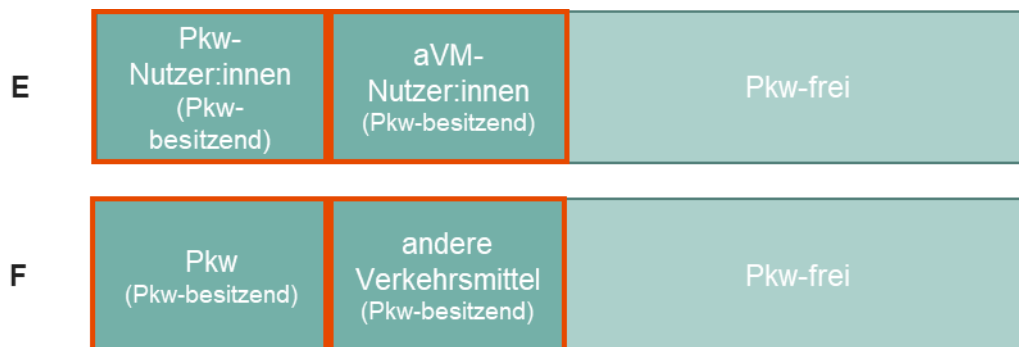 E
Pkw-
Nutzer:innen
(Pkw-
besitzend)
aVM-
Nutzer:innen
(Pkw-besitzend)
Pkw-frei
F
Pkw
(Pkw-besitzend)
andere
Verkehrsmittel
(Pkw-besitzend)
Pkw-frei